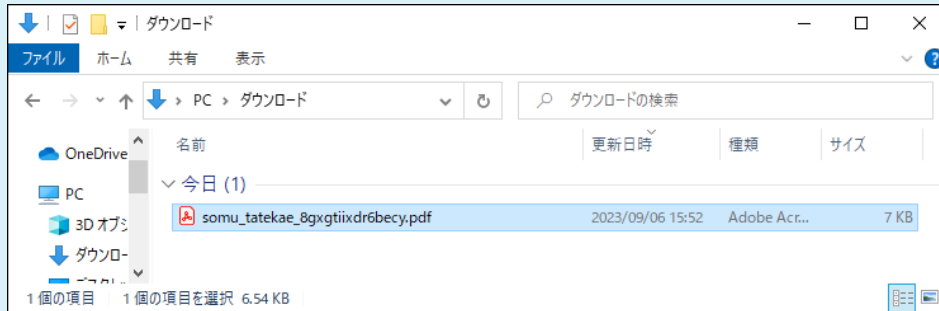 ダウンロード
ファイル ホーム 共有 表示
PC ダウンロード ダウンロードの検索
名前 更新日時 種類 サイズ
OneDrive
今日 (1)
PC
somu_tatekae_8gxgtiixdr6becy.pdf 2023/09/06 15:52 Adobe Acr... 7 KB
3D オブジ
ダウンロー
1 個の項目 1 個の項目を選択 6.54 KB